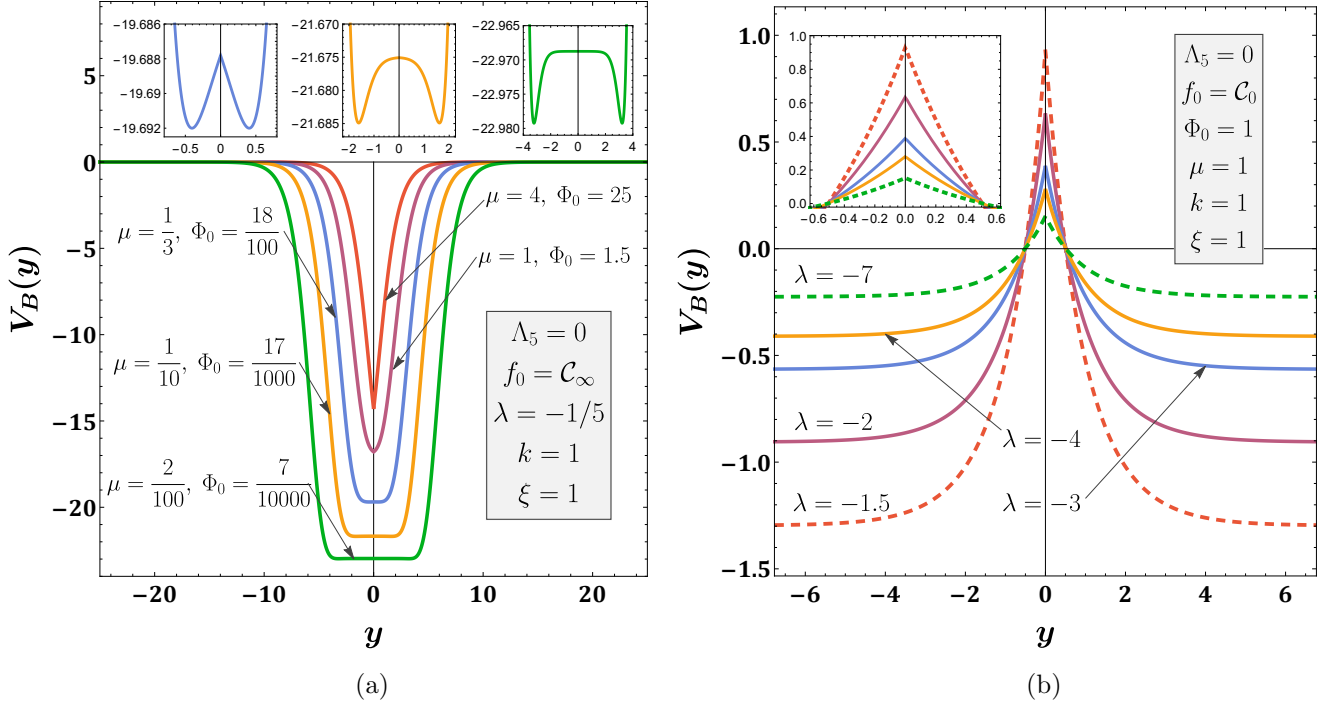 −19.686
−19.688
−19.69
−19.692
−0.5 0.0 0.5
−21.670
−21.675
−21.680
−21.685
−2 −1 0 1 2
−22.965
−22.970
−22.975
−22.980
−4 −2 0 2 4
5
0
−5
−10
−15
−20
V_B(y)
μ = 1/3, Φ₀ = 18/100
μ = 1/10, Φ₀ = 17/1000
μ = 2/100, Φ₀ = 7/10000
μ = 4, Φ₀ = 25
μ = 1, Φ₀ = 1.5
Λ₅ = 0
f₀ = 𝒞_∞
λ = −1/5
k = 1
ξ = 1
−20 −10 0 10 20
y
(a)
1.0
0.5
0.0
−0.5
−1.0
−1.5
V_B(y)
1.0
0.8
0.6
0.4
0.2
0.0
−0.6 −0.4 −0.2 0.0 0.2 0.4 0.6
Λ₅ = 0
f₀ = 𝒞₀
Φ₀ = 1
μ = 1
k = 1
ξ = 1
λ = −7
λ = −2
λ = −4
λ = −1.5
λ = −3
−6 −4 −2 0 2 4 6
y
(b)